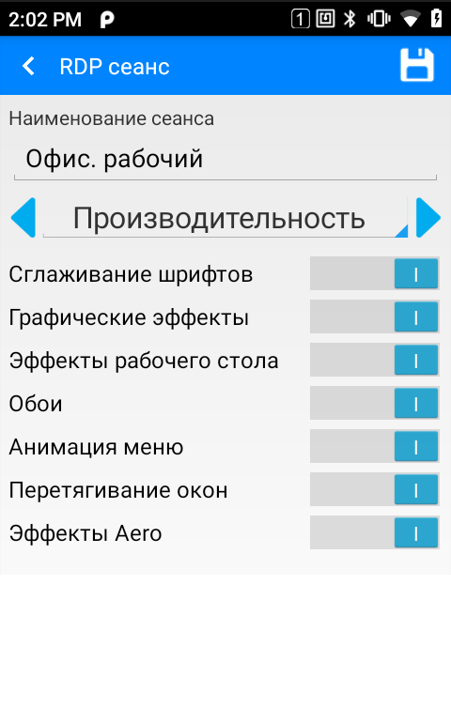 2:02 PM
1
RDP сеанс
Наименование сеанса
Офис. рабочий
Производительность
Сглаживание шрифтов
Графические эффекты
Эффекты рабочего стола
Обои
Анимация меню
Перетягивание окон
Эффекты Aero